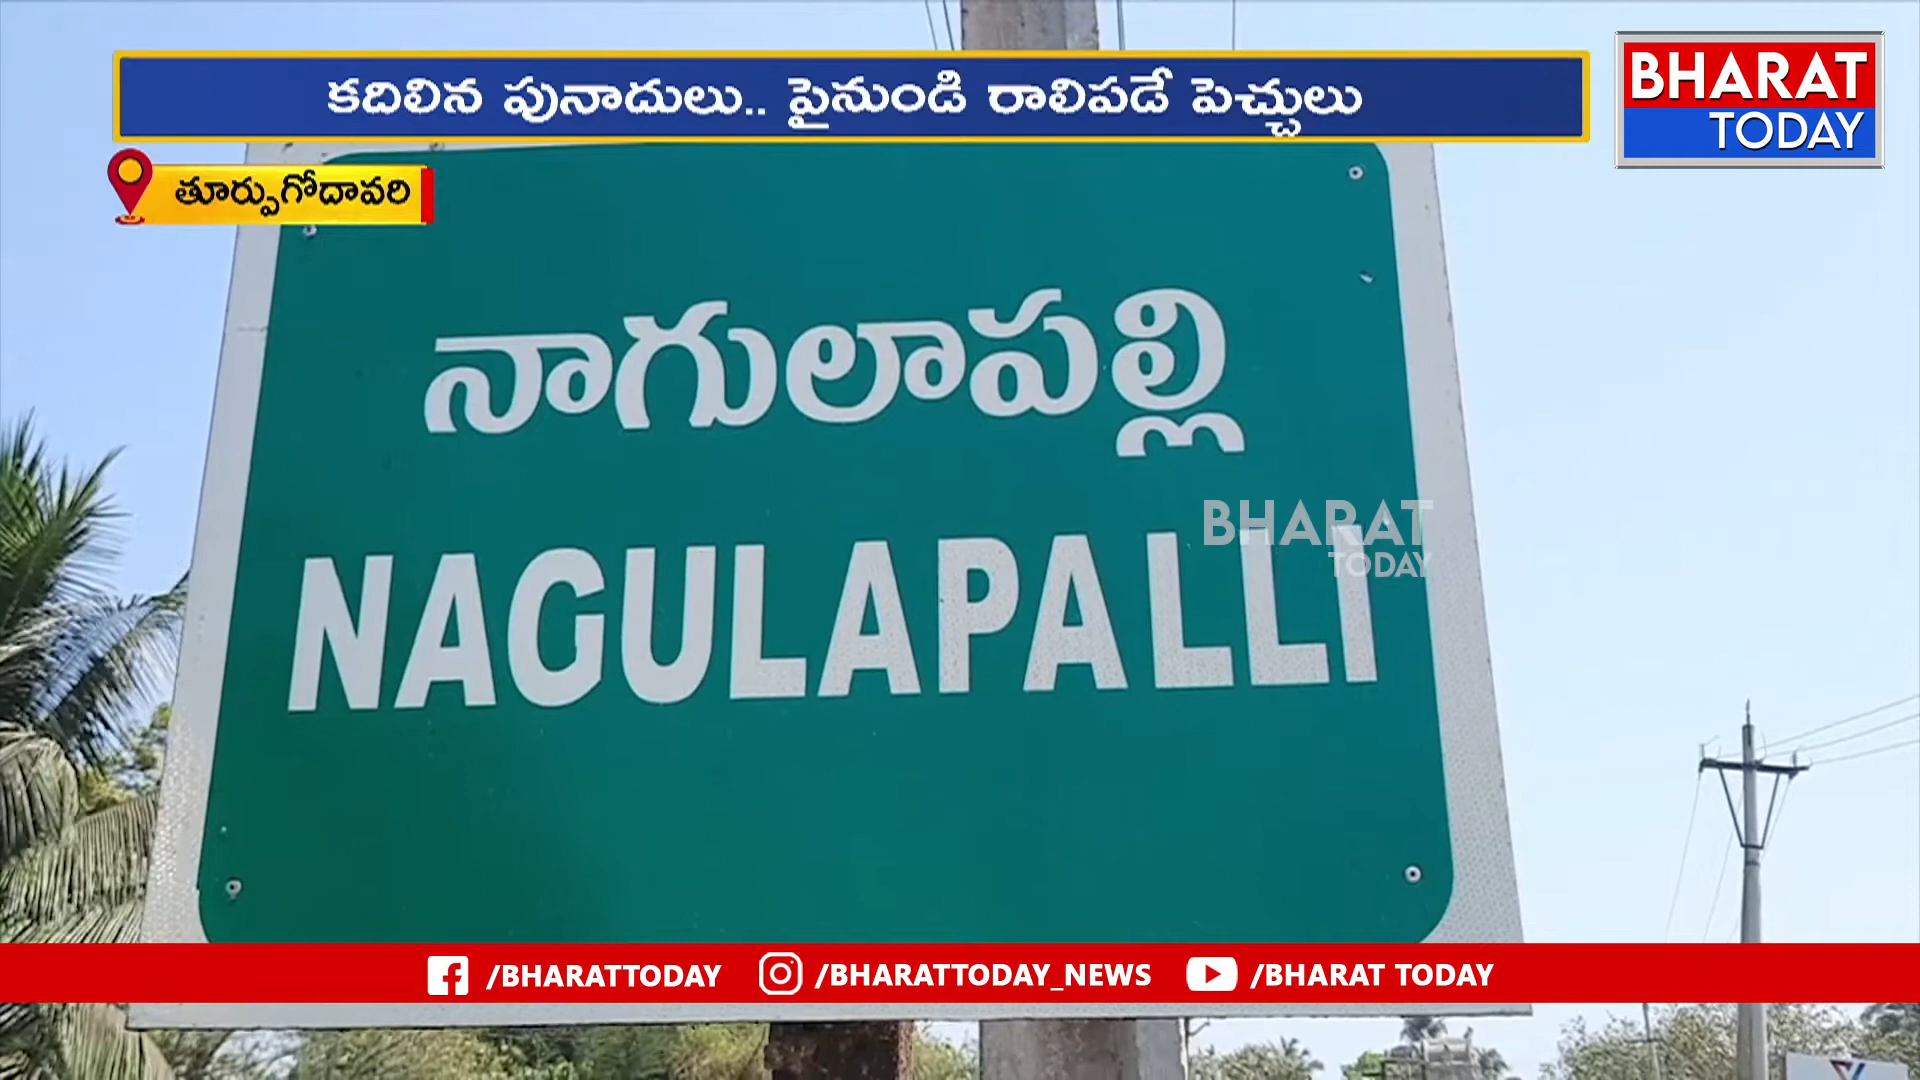 కదిలిన పునాదులు.. పైనుండి రాలిపడే పెచ్చులు
BHARAT
TODAY
తూర్పుగోదావరి
నాగులాపల్లి
NAGULAPALLI
BHARAT
TODAY
/BHARATTODAY /BHARATTODAY_NEWS /BHARAT TODAY